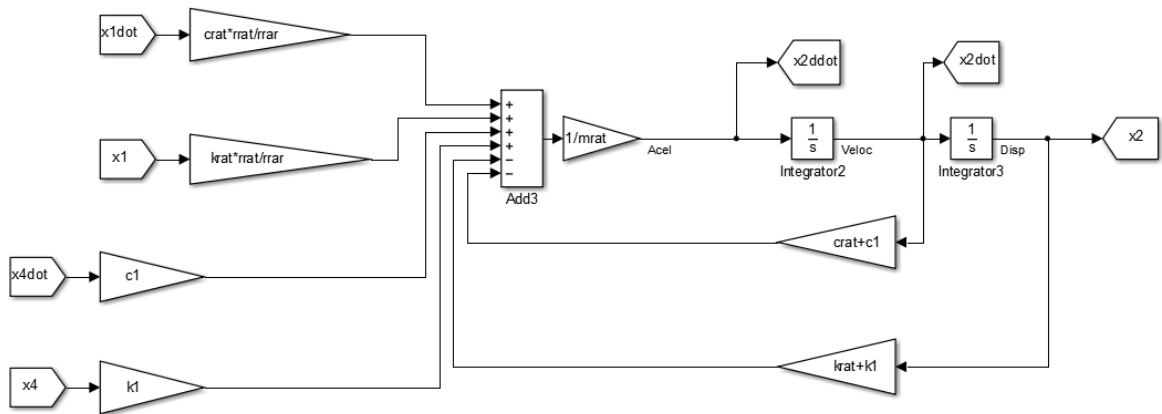 x1dot
crat*rrat/rrar
x2ddot
x2dot
+
+
+
+
−
−
Add3
1/mrat
Acel
1
s
Integrator2
Veloc
1
s
Integrator3
Disp
x2
x1
krat*rrat/rrar
crat+c1
x4dot
c1
krat+k1
x4
k1